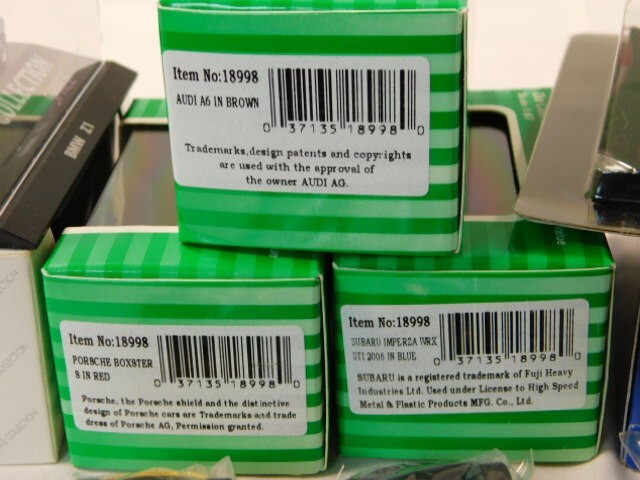 COLLECTION
BMW Z1
Item No:18998
AUDI A6 IN BROWN
0 37135 18998 0
Trademarks,design patents and copyrights
are used with the approval of
the owner AUDI AG.
Item No:18998
PORSCHE BOXSTER
S IN RED
0 37135 18998 0
Porsche, the Porsche shield and the distinctive
design of Porsche cars are Trademarks and trade
dress of Porsche AG, Permission granted.
Item No:18998
SUBARU IMPERZA WRX
STI 2006 IN BLUE
0 37135 18998 0
SUBARU is a registered trademark of Fuji Heavy
Industries Ltd. Used under License to High Speed
Metal & Plastic Products MFG. Co., Ltd.